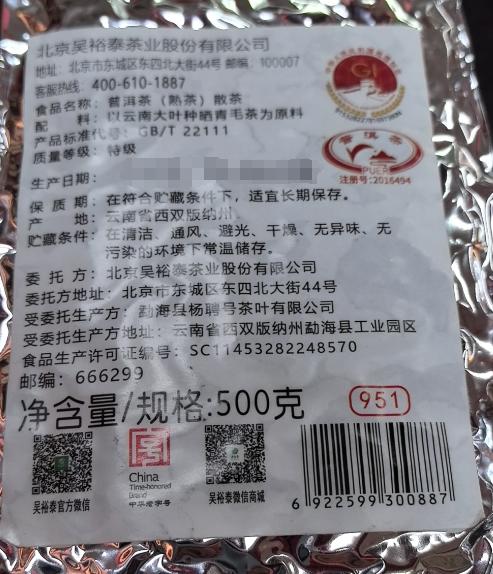 北京吴裕泰茶业股份有限公司
地址：北京市东城区东四北大街44号 邮编：100007
客服热线：400-610-1887
食品名称：普洱茶（熟茶）散茶
配 料：以云南大叶种晒青毛茶为原料
产品标准代号：GB/T 22111
质量等级：特级
生产日期：
保 质 期：在符合贮藏条件下，适宜长期保存。
产 地：云南省西双版纳州
贮藏条件：在清洁、通风、避光、干燥、无异味、无
污染的环境下常温储存。
委 托 方：北京吴裕泰茶业股份有限公司
委托方地址：北京市东城区东四北大街44号
受委托生产方：勐海县杨聘号茶叶有限公司
受委托生产方地址：云南省西双版纳州勐海县工业园区
食品生产许可证编号：SC11453282248570
邮编：666299
净含量/规格:500克
951
GI
普洱茶
PUER
注册号:2016494
吴裕泰官方微信
China
Time-honored
Brand
中华老字号
吴裕泰微信商城
6 922599 300887